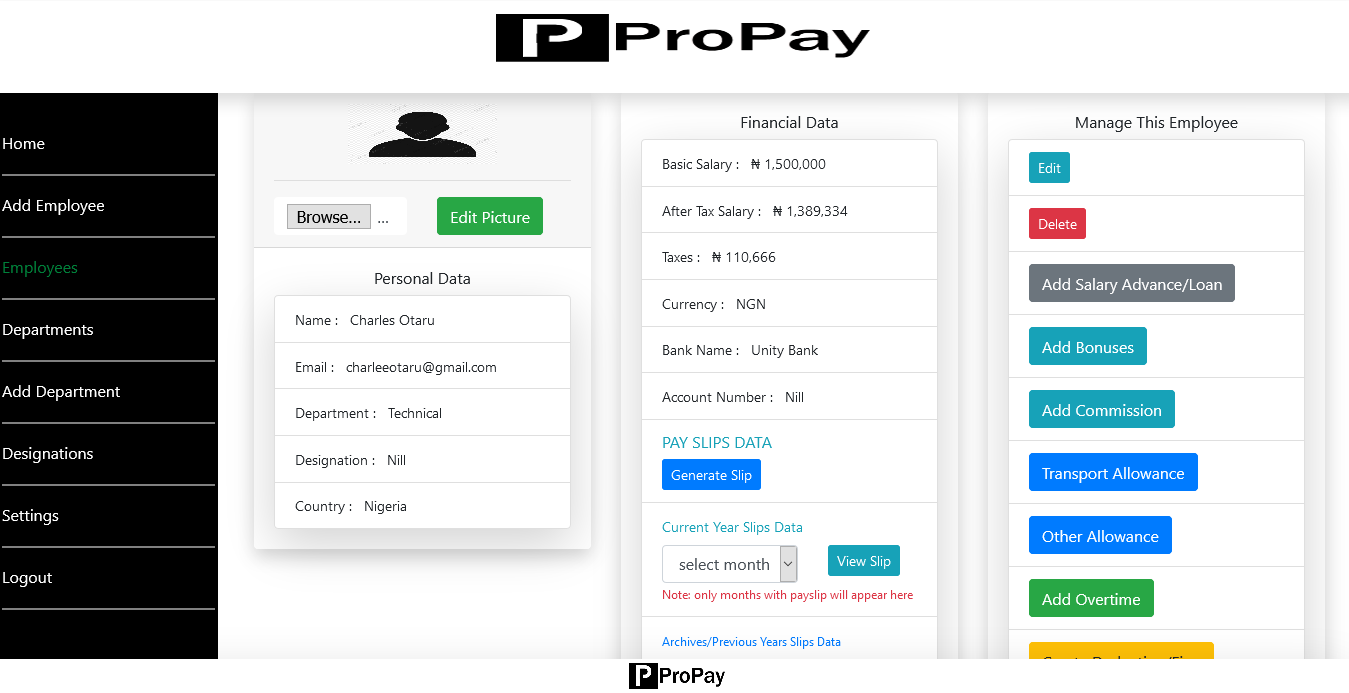 P ProPay
Home
Add Employee
Employees
Departments
Add Department
Designations
Settings
Logout
Browse... ...
Edit Picture
Personal Data
Name : Charles Otaru
Email : charleeotaru@gmail.com
Department : Technical
Designation : Nill
Country : Nigeria
Financial Data
Basic Salary : ₦ 1,500,000
After Tax Salary : ₦ 1,389,334
Taxes : ₦ 110,666
Currency : NGN
Bank Name : Unity Bank
Account Number : Nill
PAY SLIPS DATA
Generate Slip
Current Year Slips Data
select month
View Slip
Note: only months with payslip will appear here
Archives/Previous Years Slips Data
Manage This Employee
Edit
Delete
Add Salary Advance/Loan
Add Bonuses
Add Commission
Transport Allowance
Other Allowance
Add Overtime
P ProPay